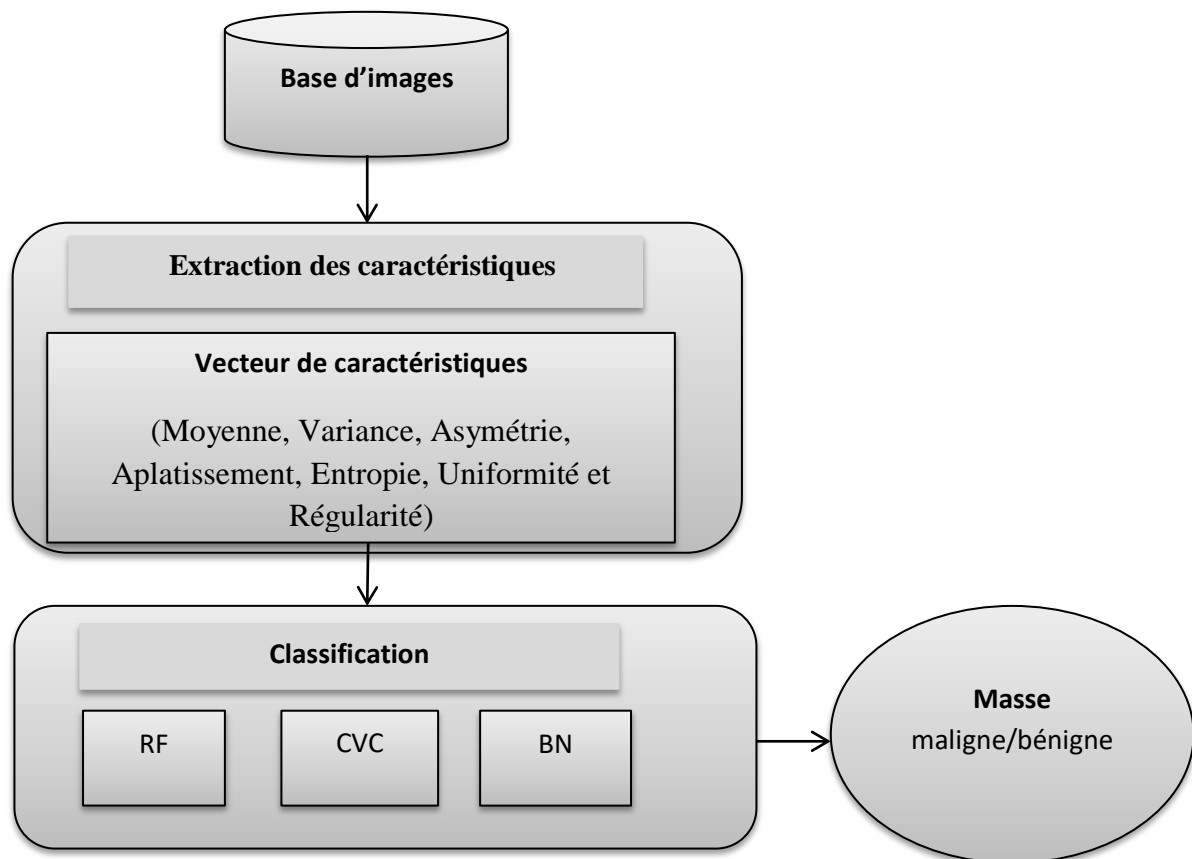 Base d’images
Extraction des caractéristiques
Vecteur de caractéristiques
(Moyenne, Variance, Asymétrie,
Aplatissement, Entropie, Uniformité et
Régularité)
Classification
RF
CVC
BN
Masse
maligne/bénigne